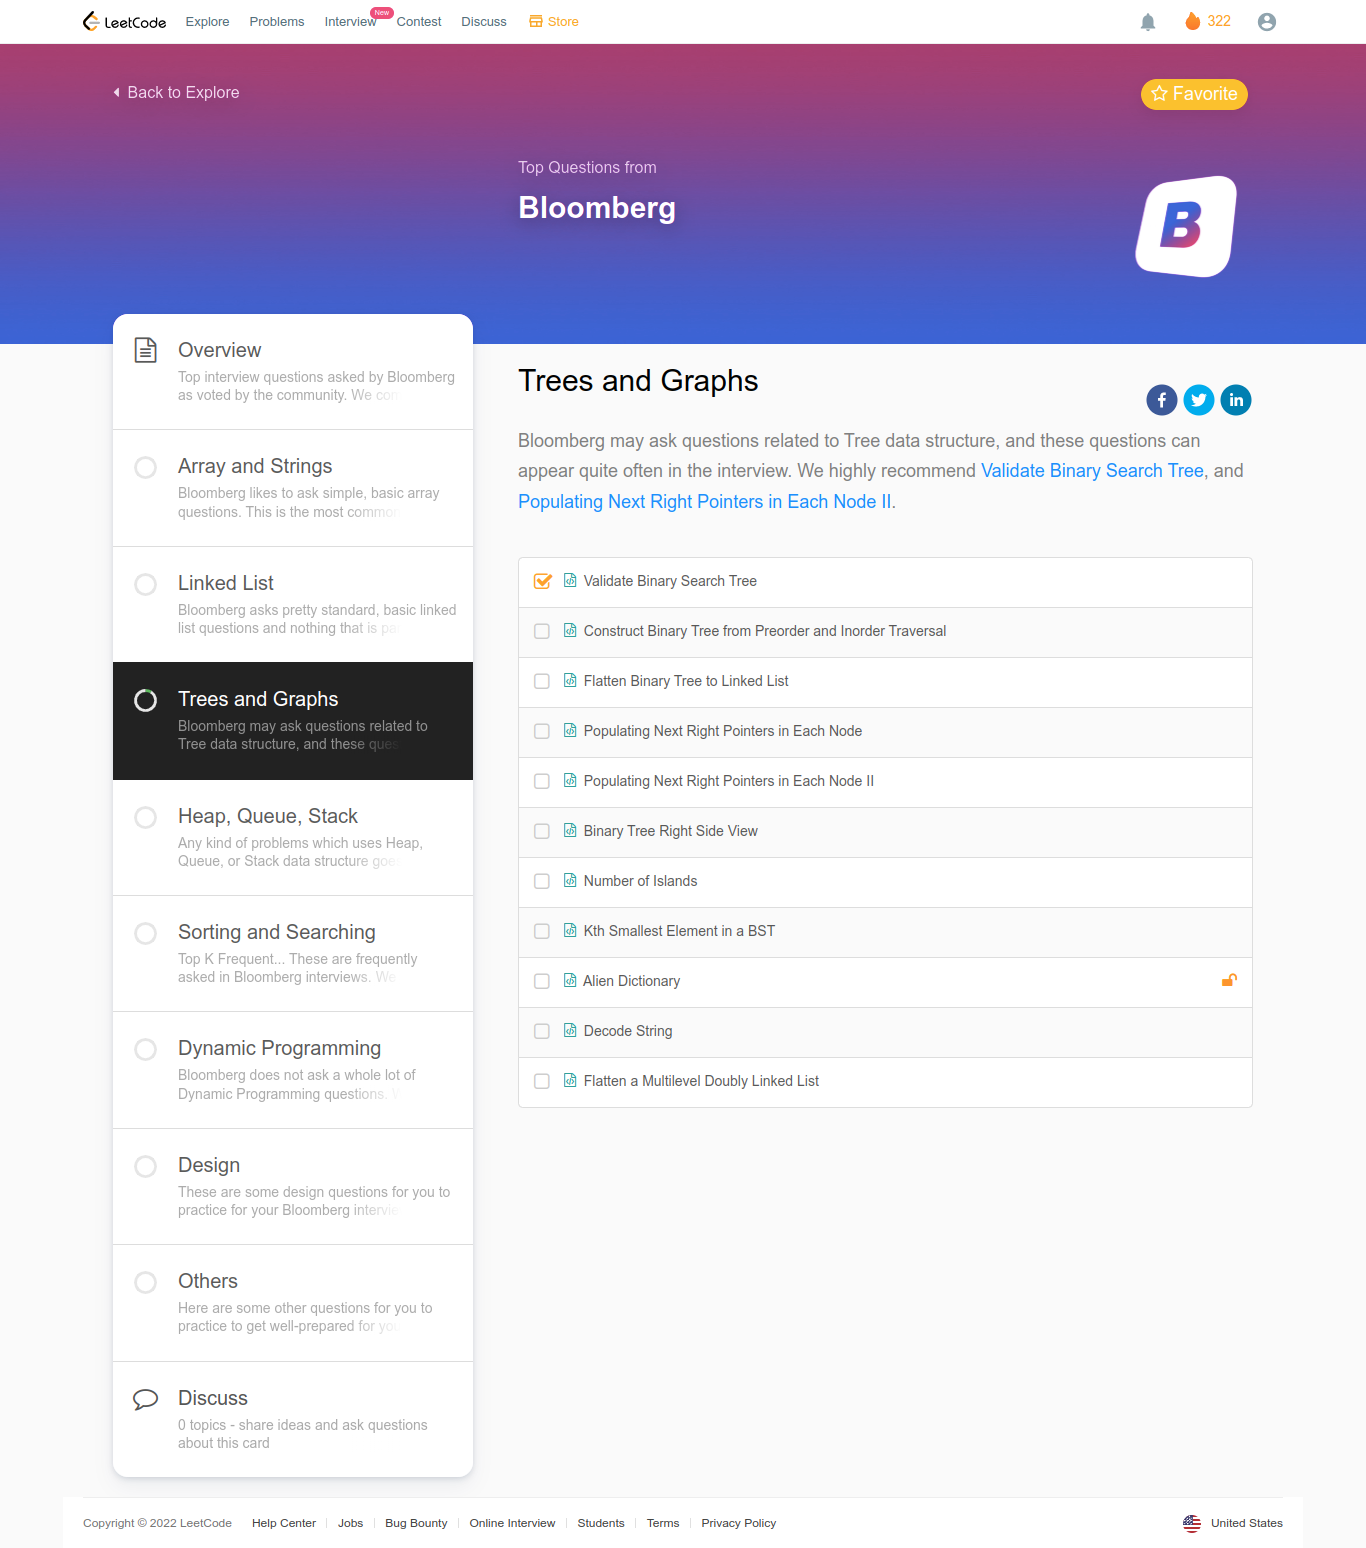 LeetCode Explore Problems Interview New Contest Discuss Store 322
Back to Explore
Favorite
Top Questions from
Bloomberg
B
Overview
Top interview questions asked by Bloomberg
as voted by the community. We con
Array and Strings
Bloomberg likes to ask simple, basic array
questions. This is the most common
Linked List
Bloomberg asks pretty standard, basic linked
list questions and nothing that is pa
Trees and Graphs
Bloomberg may ask questions related to
Tree data structure, and these ques
Heap, Queue, Stack
Any kind of problems which uses Heap,
Queue, or Stack data structure goes
Sorting and Searching
Top K Frequent... These are frequently
asked in Bloomberg interviews. We
Dynamic Programming
Bloomberg does not ask a whole lot of
Dynamic Programming questions. W
Design
These are some design questions for you to
practice for your Bloomberg intervie
Others
Here are some other questions for you to
practice to get well-prepared for you
Discuss
0 topics - share ideas and ask questions
about this card
Trees and Graphs
Bloomberg may ask questions related to Tree data structure, and these questions can
appear quite often in the interview. We highly recommend Validate Binary Search Tree, and
Populating Next Right Pointers in Each Node II.
Validate Binary Search Tree
Construct Binary Tree from Preorder and Inorder Traversal
Flatten Binary Tree to Linked List
Populating Next Right Pointers in Each Node
Populating Next Right Pointers in Each Node II
Binary Tree Right Side View
Number of Islands
Kth Smallest Element in a BST
Alien Dictionary
Decode String
Flatten a Multilevel Doubly Linked List
Copyright © 2022 LeetCode Help Center Jobs Bug Bounty Online Interview Students Terms Privacy Policy United States